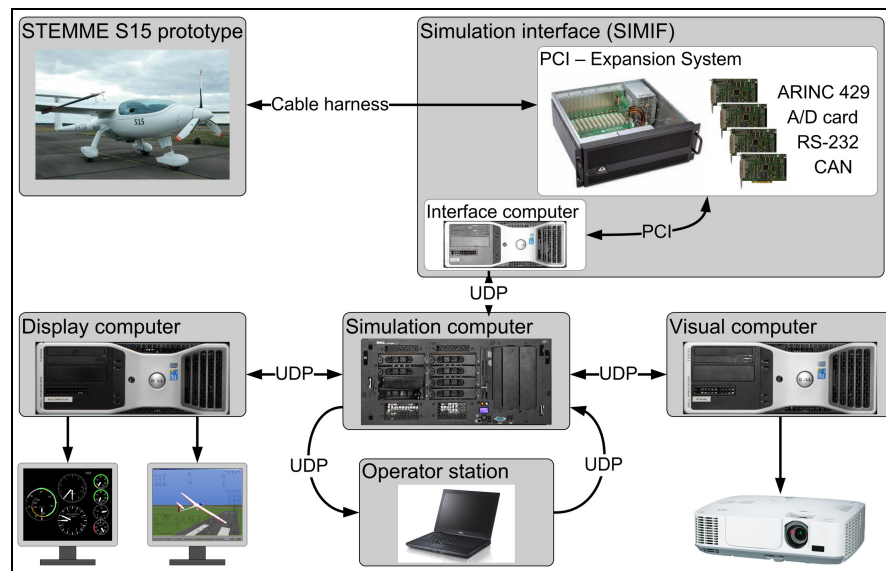 STEMME S15 prototype
S15
Cable harness
Simulation interface (SIMIF)
PCI – Expansion System
ARINC 429
A/D card
RS-232
CAN
Interface computer
PCI
UDP
Display computer
UDP
Simulation computer
UDP
Visual computer
UDP
Operator station
UDP